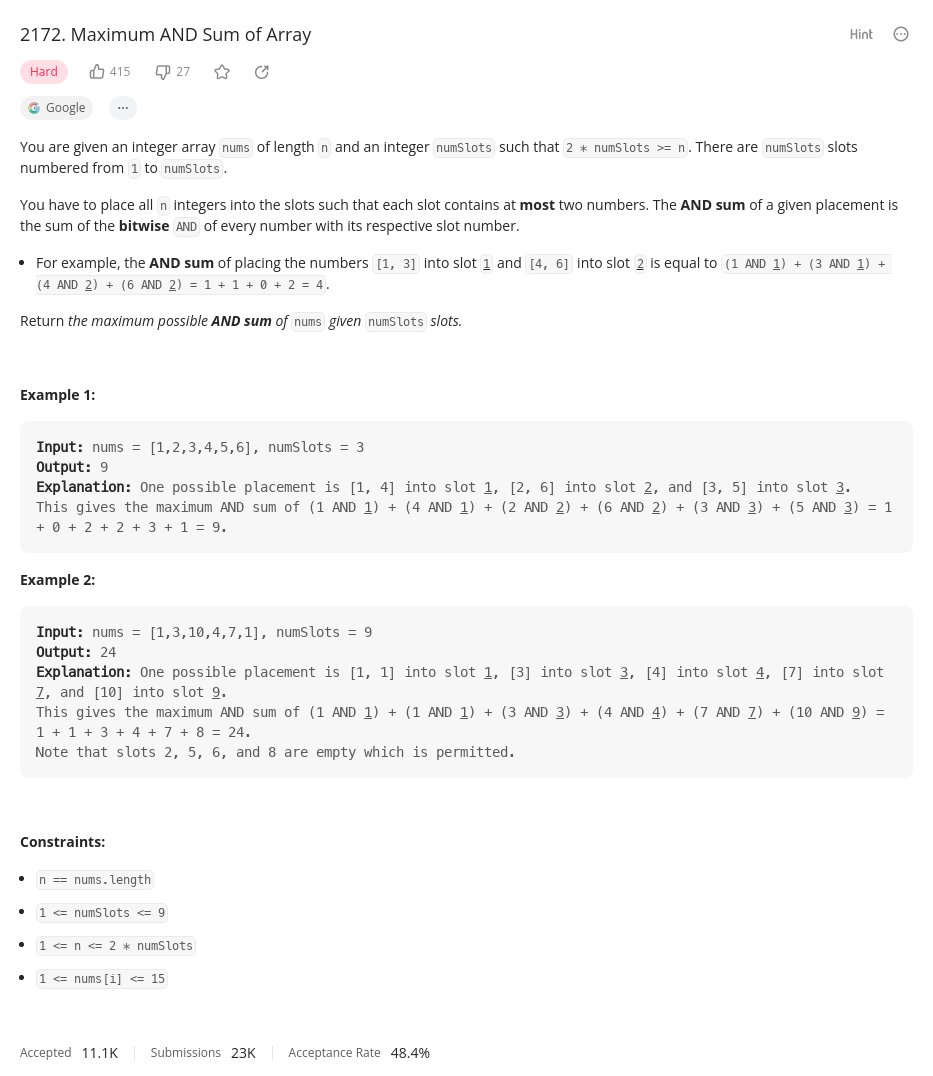 2172. Maximum AND Sum of Array
Hint
Hard 415 27
Google ...
You are given an integer array nums of length n and an integer numSlots such that 2 * numSlots >= n. There are numSlots slots
numbered from 1 to numSlots.
You have to place all n integers into the slots such that each slot contains at most two numbers. The AND sum of a given placement is
the sum of the bitwise AND of every number with its respective slot number.
• For example, the AND sum of placing the numbers [1, 3] into slot 1 and [4, 6] into slot 2 is equal to (1 AND 1) + (3 AND 1) +
(4 AND 2) + (6 AND 2) = 1 + 1 + 0 + 2 = 4.
Return the maximum possible AND sum of nums given numSlots slots.
Example 1:
Input: nums = [1,2,3,4,5,6], numSlots = 3
Output: 9
Explanation: One possible placement is [1, 4] into slot 1, [2, 6] into slot 2, and [3, 5] into slot 3.
This gives the maximum AND sum of (1 AND 1) + (4 AND 1) + (2 AND 2) + (6 AND 2) + (3 AND 3) + (5 AND 3) = 1
+ 0 + 2 + 2 + 3 + 1 = 9.
Example 2:
Input: nums = [1,3,10,4,7,1], numSlots = 9
Output: 24
Explanation: One possible placement is [1, 1] into slot 1, [3] into slot 3, [4] into slot 4, [7] into slot
7, and [10] into slot 9.
This gives the maximum AND sum of (1 AND 1) + (1 AND 1) + (3 AND 3) + (4 AND 4) + (7 AND 7) + (10 AND 9) =
1 + 1 + 3 + 4 + 7 + 8 = 24.
Note that slots 2, 5, 6, and 8 are empty which is permitted.
Constraints:
• n == nums.length
• 1 <= numSlots <= 9
• 1 <= n <= 2 * numSlots
• 1 <= nums[i] <= 15
Accepted 11.1K Submissions 23K Acceptance Rate 48.4%